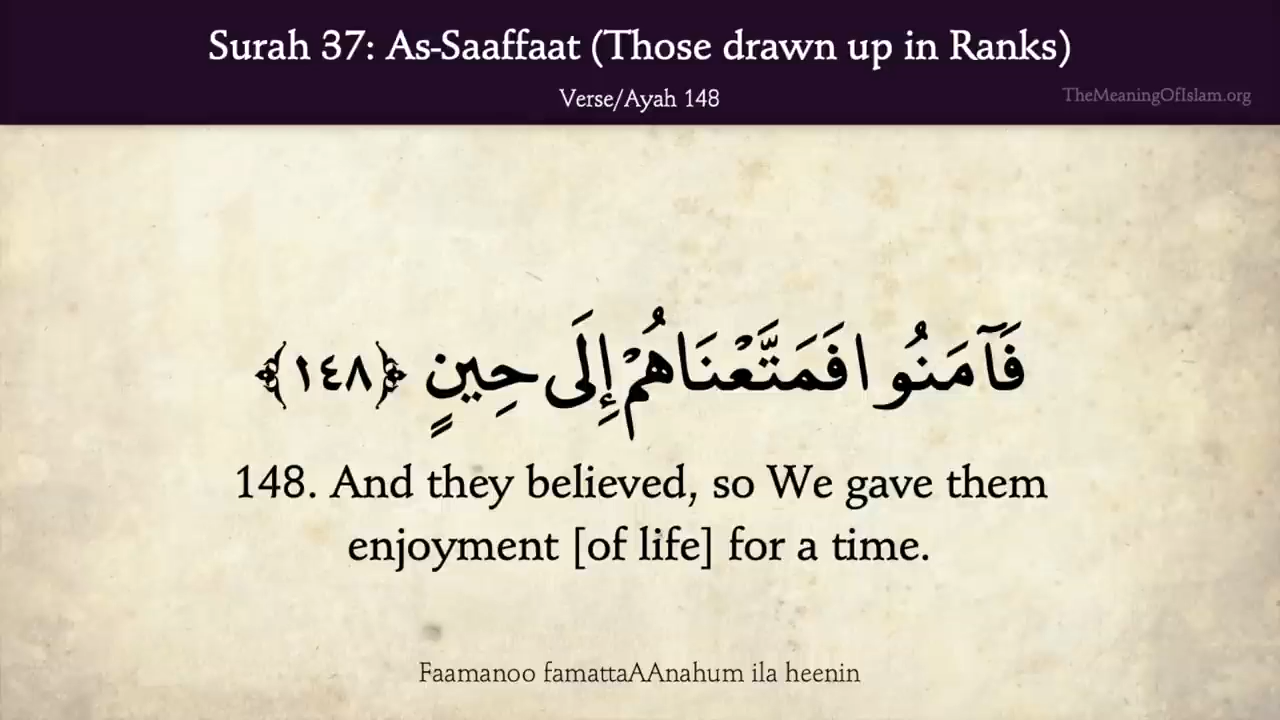 Surah 37: As-Saaffaat (Those drawn up in Ranks)
Verse/Ayah 148
TheMeaningOfIslam.org
فَآمَنُوا فَمَتَّعْنَاهُمْ إِلَى حِينٍ ﴿١٤٨﴾
148. And they believed, so We gave them
enjoyment [of life] for a time.
Faamanoo famattaAAnahum ila heenin